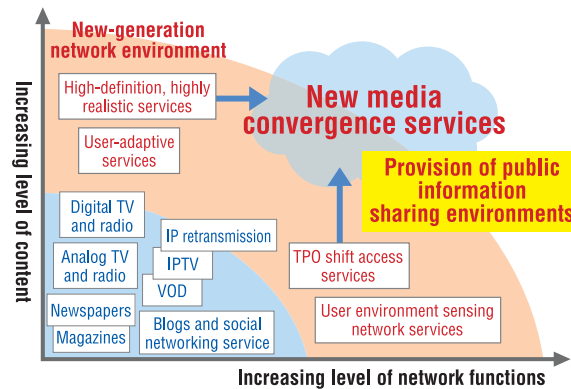 New-generation
network environment
High-definition, highly
realistic services
New media
convergence services
User-adaptive
services
Provision of public
information
sharing environments
Digital TV
and radio
IP retransmission
Analog TV
and radio
IPTV
TPO shift access
services
VOD
Newspapers
Magazines
Blogs and social
networking service
User environment sensing
network services
Increasing level of content
Increasing level of network functions